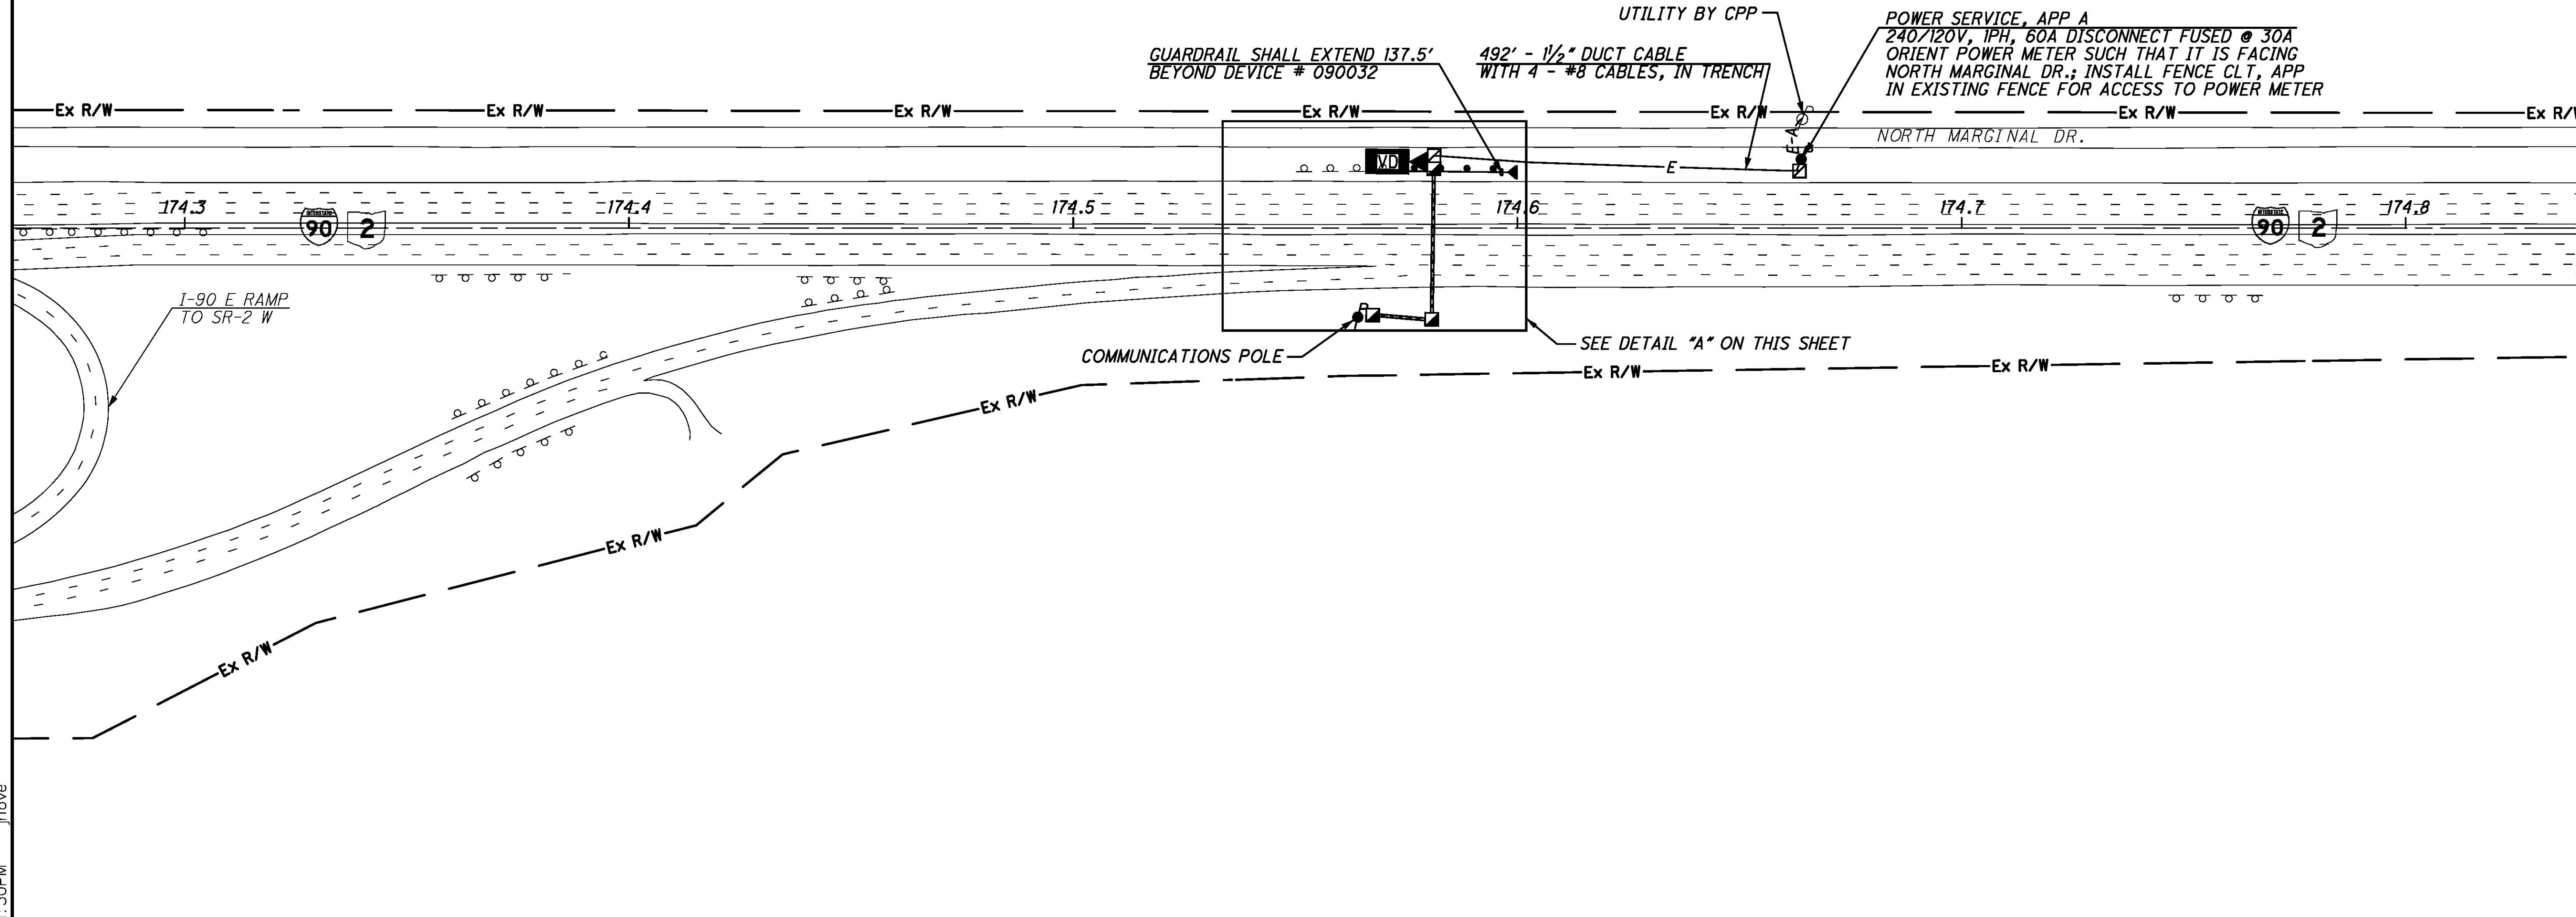 UTILITY BY CPP
POWER SERVICE, APP A
240/120V, 1PH, 60A DISCONNECT FUSED @ 30A
ORIENT POWER METER SUCH THAT IT IS FACING
NORTH MARGINAL DR.; INSTALL FENCE CLT, APP
IN EXISTING FENCE FOR ACCESS TO POWER METER
GUARDRAIL SHALL EXTEND 137.5'
BEYOND DEVICE # 090032
492' - 1½" DUCT CABLE
WITH 4 - #8 CABLES, IN TRENCH
Ex R/W
Ex R/W
Ex R/W
Ex R/W
Ex R/W
Ex R/W
Ex R/W
E-A
NORTH MARGINAL DR.
VD
E
174.3
174.4
174.5
174.6
174.7
174.8
INTERSTATE
90
2
INTERSTATE
90
2
I-90 E RAMP
TO SR-2 W
COMMUNICATIONS POLE
SEE DETAIL "A" ON THIS SHEET
Ex R/W
Ex R/W
Ex R/W
Ex R/W
Ex R/W